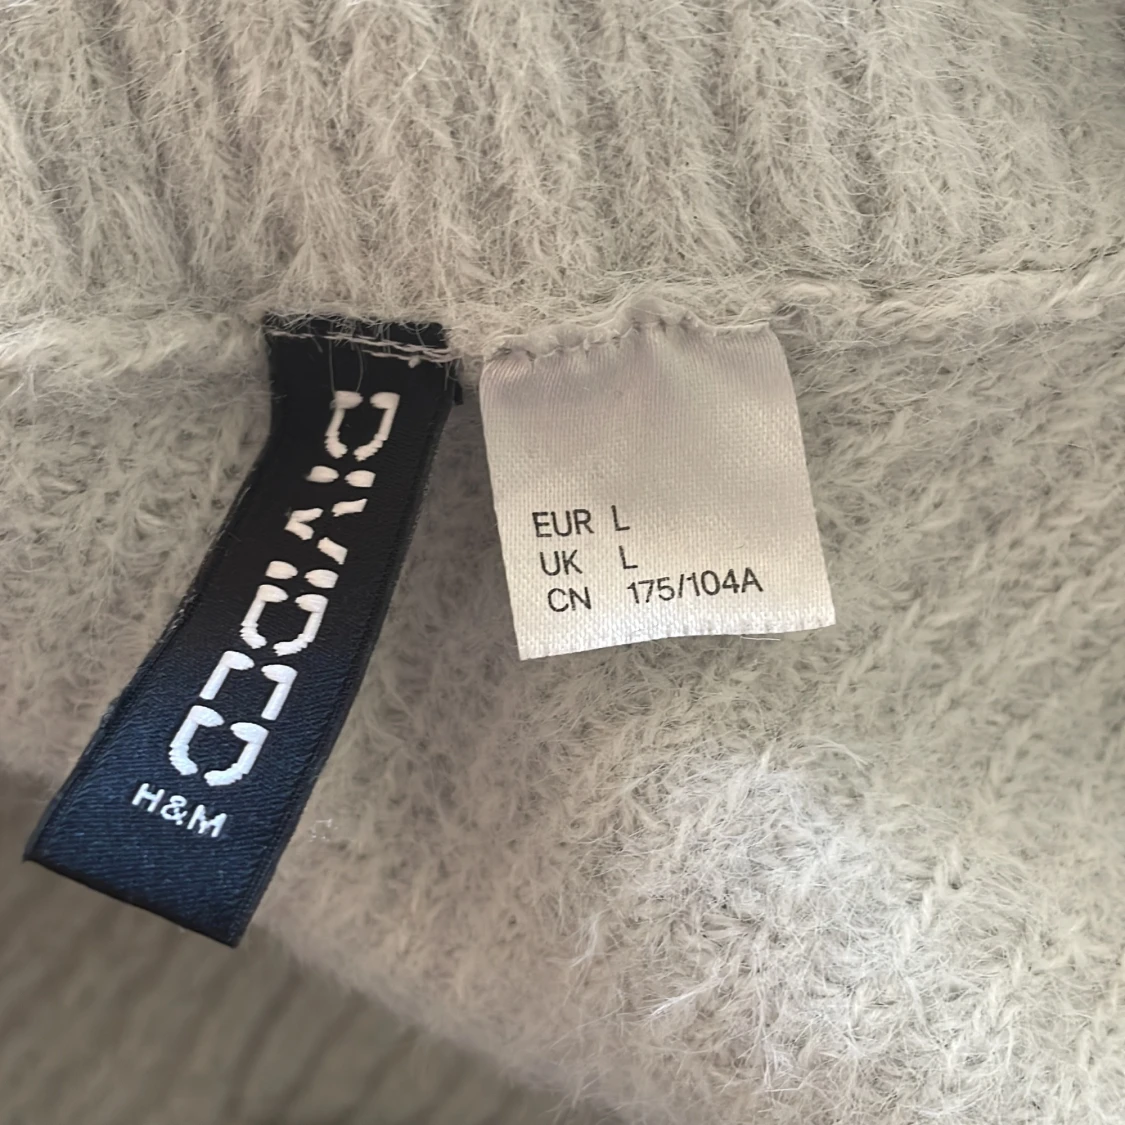 DIVIDED
H&M
EUR L
UK L
CN 175/104A